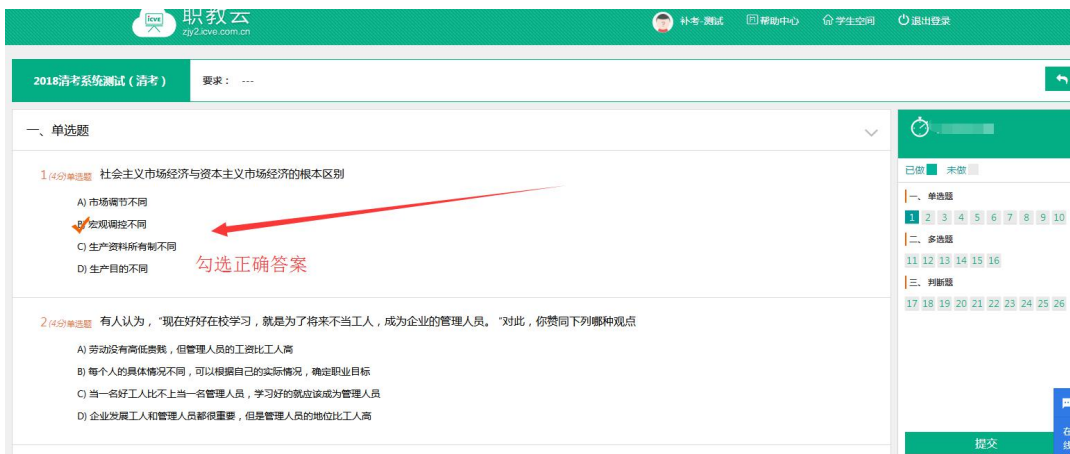 icve 职教云
zjy2.icve.com.cn
补考-测试 帮助中心 学生空间 退出登录
2018清考系统测试（清考） 要求： ---
一、单选题
1 (4分)单选题 社会主义市场经济与资本主义市场经济的根本区别
A) 市场调节不同
B) 宏观调控不同
C) 生产资料所有制不同
D) 生产目的不同
勾选正确答案
2 (4分)单选题 有人认为，“现在好好在校学习，就是为了将来不当工人，成为企业的管理人员。”对此，你赞同下列哪种观点
A) 劳动没有高低贵贱，但管理人员的工资比工人高
B) 每个人的具体情况不同，可以根据自己的实际情况，确定职业目标
C) 当一名好工人比不上当一名管理人员，学习好的就应该成为管理人员
D) 企业发展工人和管理人员都很重要，但是管理人员的地位比工人高
已做 未做
一、单选题
1 2 3 4 5 6 7 8 9 10
二、多选题
11 12 13 14 15 16
三、判断题
17 18 19 20 21 22 23 24 25 26
提交
在
线